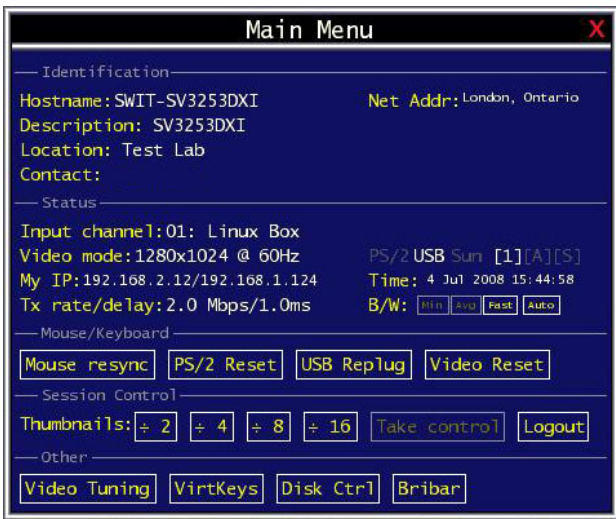 Main Menu X
Identification
Hostname:SWIT-SV3253DXI Net Addr:London, Ontario
Description: SV3253DXI
Location: Test Lab
Contact:
Status
Input channel:01: Linux Box
Video mode:1280x1024 @ 60Hz PS/2 USB Sun [1][A][S]
My IP:192.168.2.12/192.168.1.124 Time: 4 Jul 2008 15:44:58
Tx rate/delay:2.0 Mbps/1.0ms B/W: Min Avg Fast Auto
Mouse/Keyboard
Mouse resync PS/2 Reset USB Replug Video Reset
Session Control
Thumbnails: ÷ 2 ÷ 4 ÷ 8 ÷ 16 Take control Logout
Other
Video Tuning VirtKeys Disk Ctrl Bribar